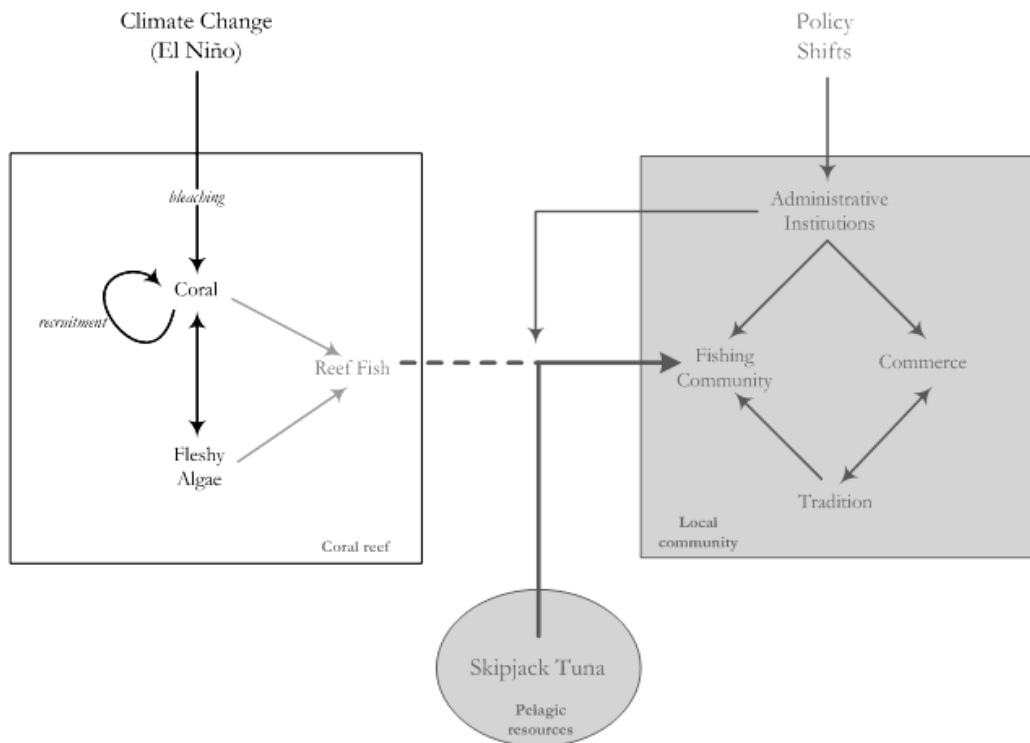 Climate Change
(El Niño)
Policy
Shifts
bleaching
Administrative
Institutions
Coral
recruitment
Reef Fish
Fishing
Community
Commerce
Fleshy
Algae
Tradition
Coral reef
Local
community
Skipjack Tuna
Pelagic
resources